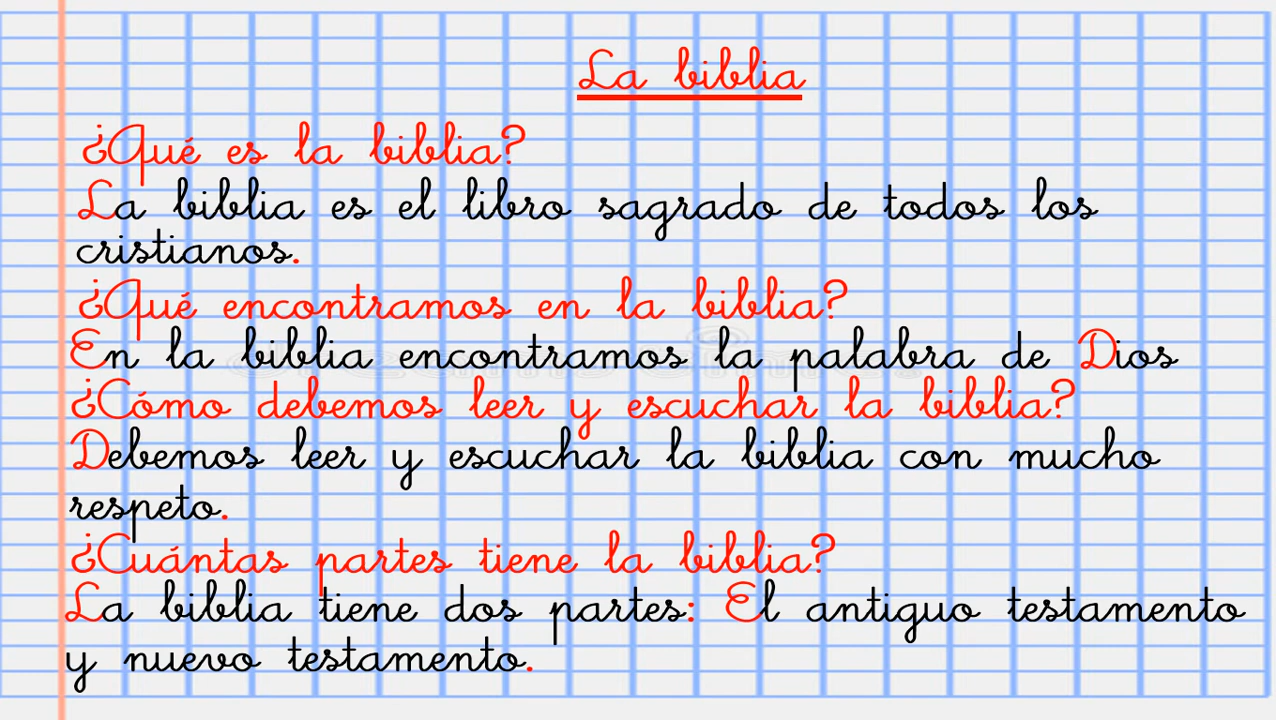 La biblia
¿Qué es la biblia?
La biblia es el libro sagrado de todos los
cristianos.
¿Qué encontramos en la biblia?
En la biblia encontramos la palabra de Dios
¿Cómo debemos leer y escuchar la biblia?
Debemos leer y escuchar la biblia con mucho
respeto.
¿Cuántas partes tiene la biblia?
La biblia tiene dos partes: El antiguo testamento
y nuevo testamento.